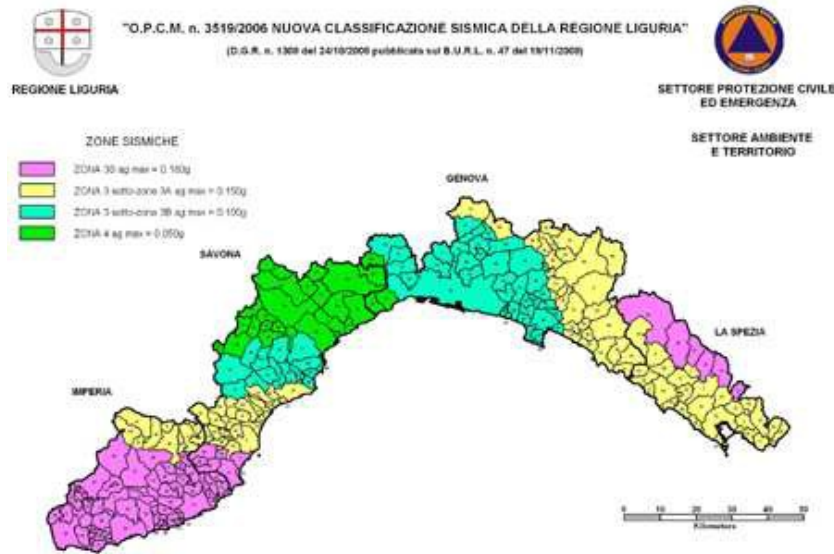 "O.P.C.M. n. 3519/2006 NUOVA CLASSIFICAZIONE SISMICA DELLA REGIONE LIGURIA"
(D.G.R. n. 1308 del 24/10/2008 pubblicata sul B.U.R.L. n. 47 del 19/11/2008)
REGIONE LIGURIA
SETTORE PROTEZIONE CIVILE
ED EMERGENZA
SETTORE AMBIENTE
E TERRITORIO
ZONE SISMICHE
ZONA ag max =
ZONA 3 sotto-zona 3A ag max = 0.150g
ZONA 3 sotto-zona 3B ag max = 0.100g
ZONA 4 ag max = 0.050g
GENOVA
SAVONA
LA SPEZIA
IMPERIA
0 10 20 30 40 50
Kilometers